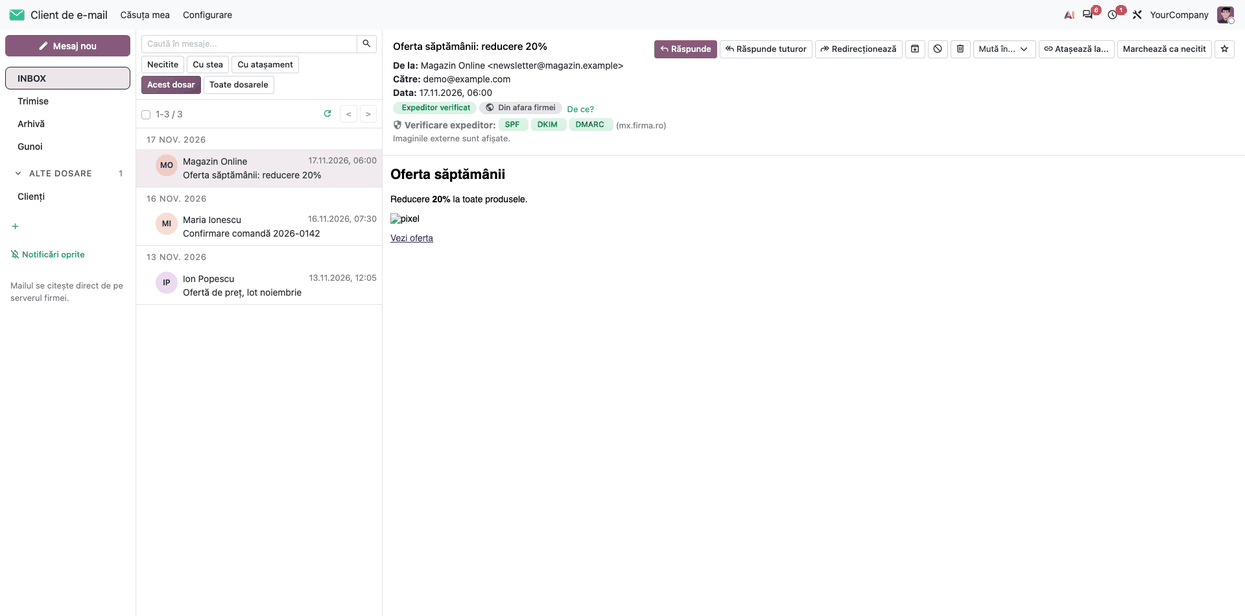 Client de e-mail
Căsuța mea
Configurare
AI
6
1
YourCompany
Mesaj nou
INBOX
Trimise
Arhivă
Gunoi
ALTE DOSARE 1
Clienți
+
Notificări oprite
Mailul se citește direct de pe
serverul firmei.
Caută în mesaje...
Necitite
Cu stea
Cu atașament
Acest dosar
Toate dosarele
1-3 / 3
< >
17 NOV. 2026
MO
Magazin Online 17.11.2026, 06:00
Oferta săptămânii: reducere 20%
16 NOV. 2026
MI
Maria Ionescu 16.11.2026, 07:30
Confirmare comandă 2026-0142
13 NOV. 2026
IP
Ion Popescu 13.11.2026, 12:05
Ofertă de preț, lot noiembrie
Oferta săptămânii: reducere 20%
Răspunde
Răspunde tuturor
Redirecționează
Mută în...
Atașează la...
Marchează ca necitit
De la: Magazin Online <newsletter@magazin.example>
Către: demo@example.com
Data: 17.11.2026, 06:00
Expeditor verificat
Din afara firmei
De ce?
Verificare expeditor: SPF DKIM DMARC (mx.firma.ro)
Imaginile externe sunt afișate.
Oferta săptămânii
Reducere 20% la toate produsele.
pixel
Vezi oferta